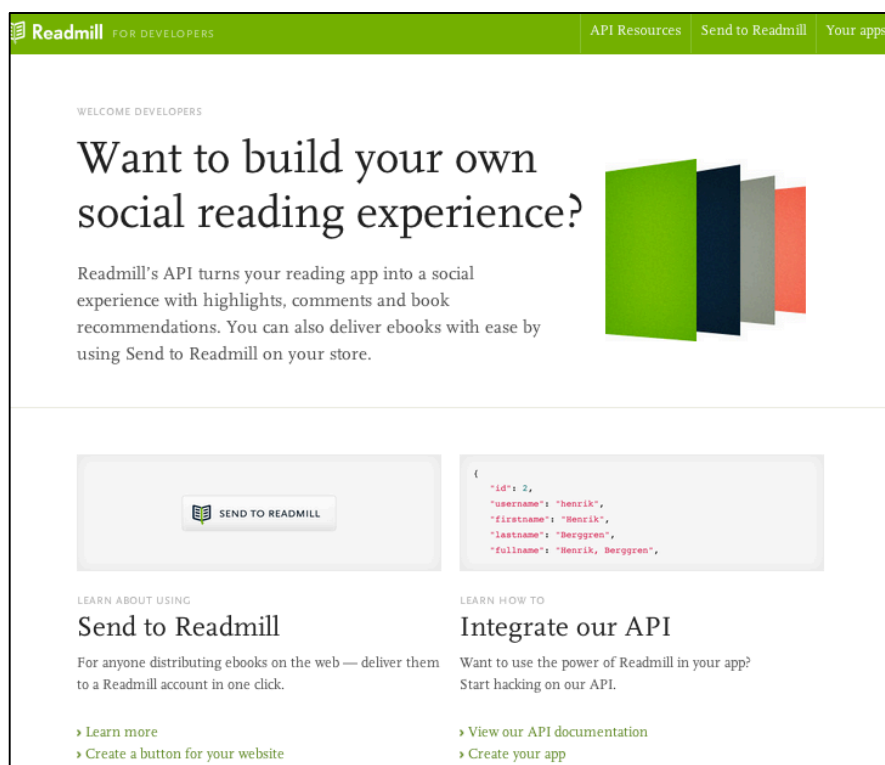 Readmill FOR DEVELOPERS API Resources Send to Readmill Your apps
WELCOME DEVELOPERS
Want to build your own
social reading experience?
Readmill's API turns your reading app into a social
experience with highlights, comments and book
recommendations. You can also deliver ebooks with ease by
using Send to Readmill on your store.
SEND TO READMILL
{
"id": 2,
"username": "henrik",
"firstname": "Henrik",
"lastname": "Berggren",
"fullname": "Henrik, Berggren",
LEARN ABOUT USING
Send to Readmill
For anyone distributing ebooks on the web — deliver them
to a Readmill account in one click.
› Learn more
› Create a button for your website
LEARN HOW TO
Integrate our API
Want to use the power of Readmill in your app?
Start hacking on our API.
› View our API documentation
› Create your app